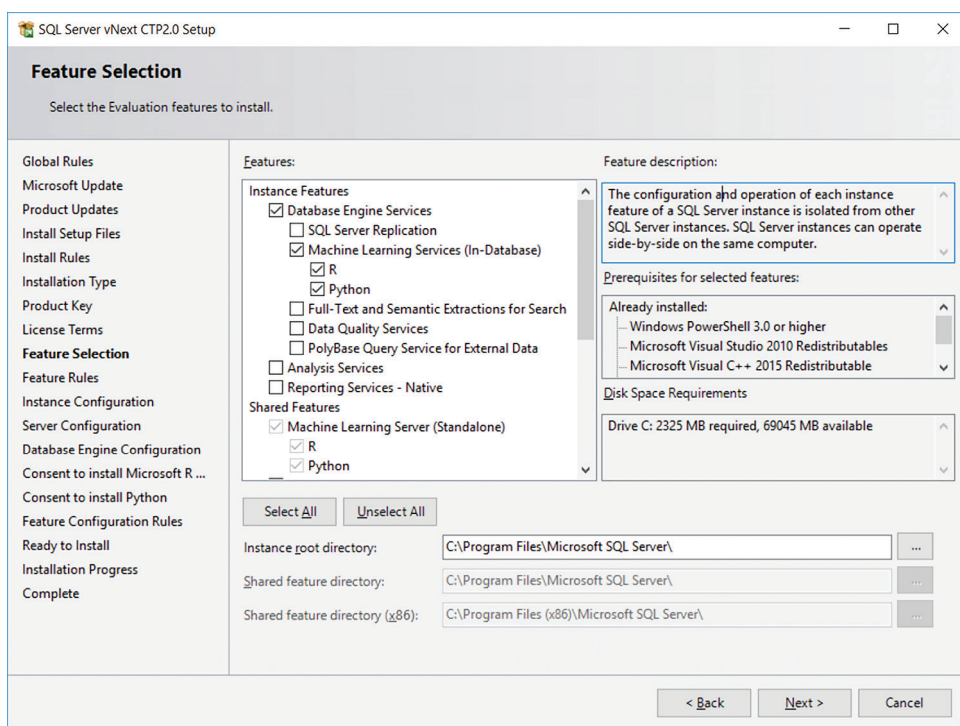 SQL Server vNext CTP2.0 Setup
Feature Selection
Select the Evaluation features to install.
Global Rules
Microsoft Update
Product Updates
Install Setup Files
Install Rules
Installation Type
Product Key
License Terms
Feature Selection
Feature Rules
Instance Configuration
Server Configuration
Database Engine Configuration
Consent to install Microsoft R ...
Consent to install Python
Feature Configuration Rules
Ready to Install
Installation Progress
Complete
Features:
Instance Features
Database Engine Services
SQL Server Replication
Machine Learning Services (In-Database)
R
Python
Full-Text and Semantic Extractions for Search
Data Quality Services
PolyBase Query Service for External Data
Analysis Services
Reporting Services - Native
Shared Features
Machine Learning Server (Standalone)
R
Python
Feature description:
The configuration and operation of each instance
feature of a SQL Server instance is isolated from other
SQL Server instances. SQL Server instances can operate
side-by-side on the same computer.
Prerequisites for selected features:
Already installed:
Windows PowerShell 3.0 or higher
Microsoft Visual Studio 2010 Redistributables
Microsoft Visual C++ 2015 Redistributable
Disk Space Requirements
Drive C: 2325 MB required, 69045 MB available
Select All
Unselect All
Instance root directory:
C:\Program Files\Microsoft SQL Server\
...
Shared feature directory:
C:\Program Files\Microsoft SQL Server\
...
Shared feature directory (x86):
C:\Program Files (x86)\Microsoft SQL Server\
...
< Back
Next >
Cancel